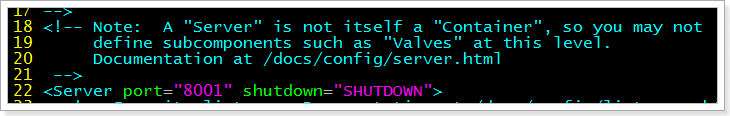 17 -->
18 <!-- Note:  A "Server" is not itself a "Container", so you may not
19      define subcomponents such as "Valves" at this level.
20      Documentation at /docs/config/server.html
21  -->
22 <Server port="8001" shutdown="SHUTDOWN">